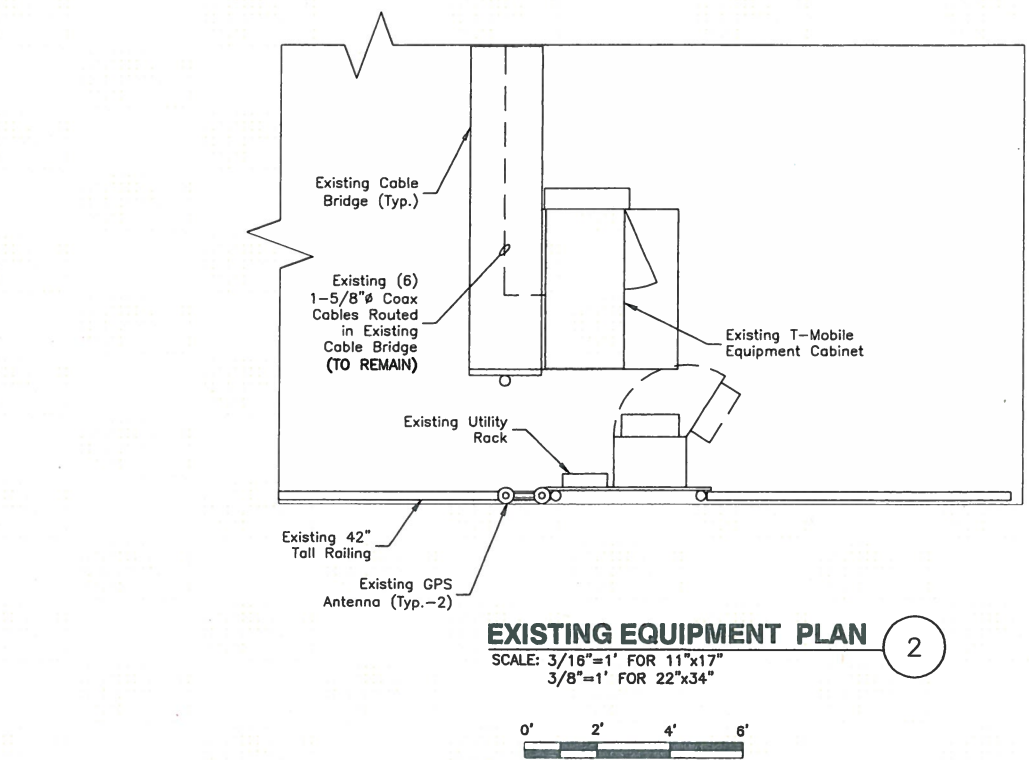 Existing Cable
Bridge (Typ.)
Existing (6)
1-5/8"ø Coax
Cables Routed
in Existing
Cable Bridge
(TO REMAIN)
Existing T-Mobile
Equipment Cabinet
Existing Utility
Rack
Existing 42"
Tall Railing
Existing GPS
Antenna (Typ.-2)
EXISTING EQUIPMENT PLAN
2
SCALE: 3/16"=1' FOR 11"x17"
3/8"=1' FOR 22"x34"
0' 2' 4' 6'